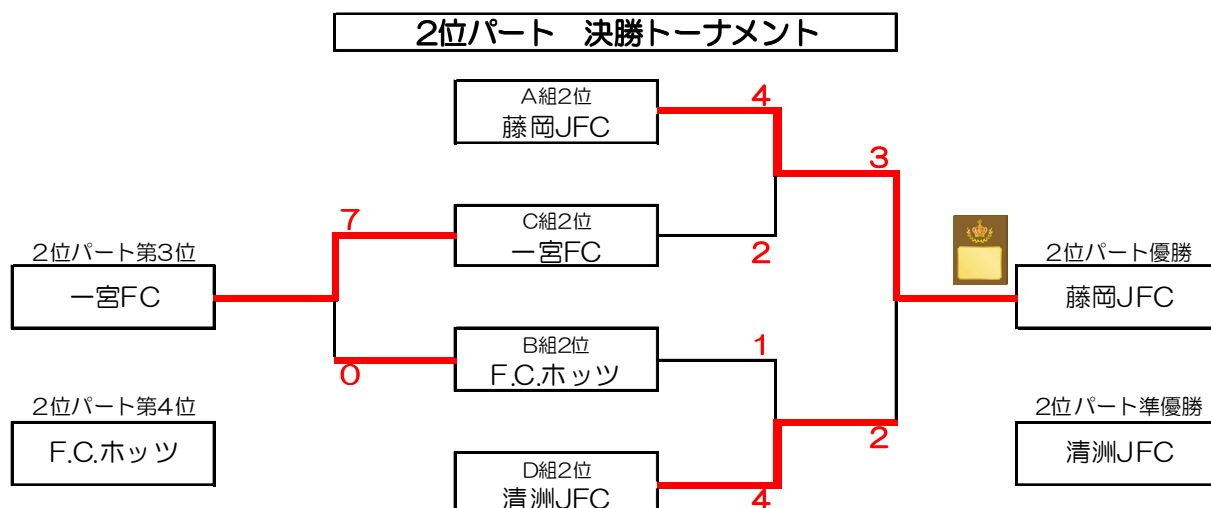 2位パート　決勝トーナメント
A組2位
藤岡JFC
4
3
C組2位
一宮FC
7
2
2位パート第3位
一宮FC
2位パート優勝
藤岡JFC
B組2位
F.C.ホッツ
0
1
2位パート第4位
F.C.ホッツ
2位パート準優勝
清洲JFC
2
D組2位
清洲JFC
4